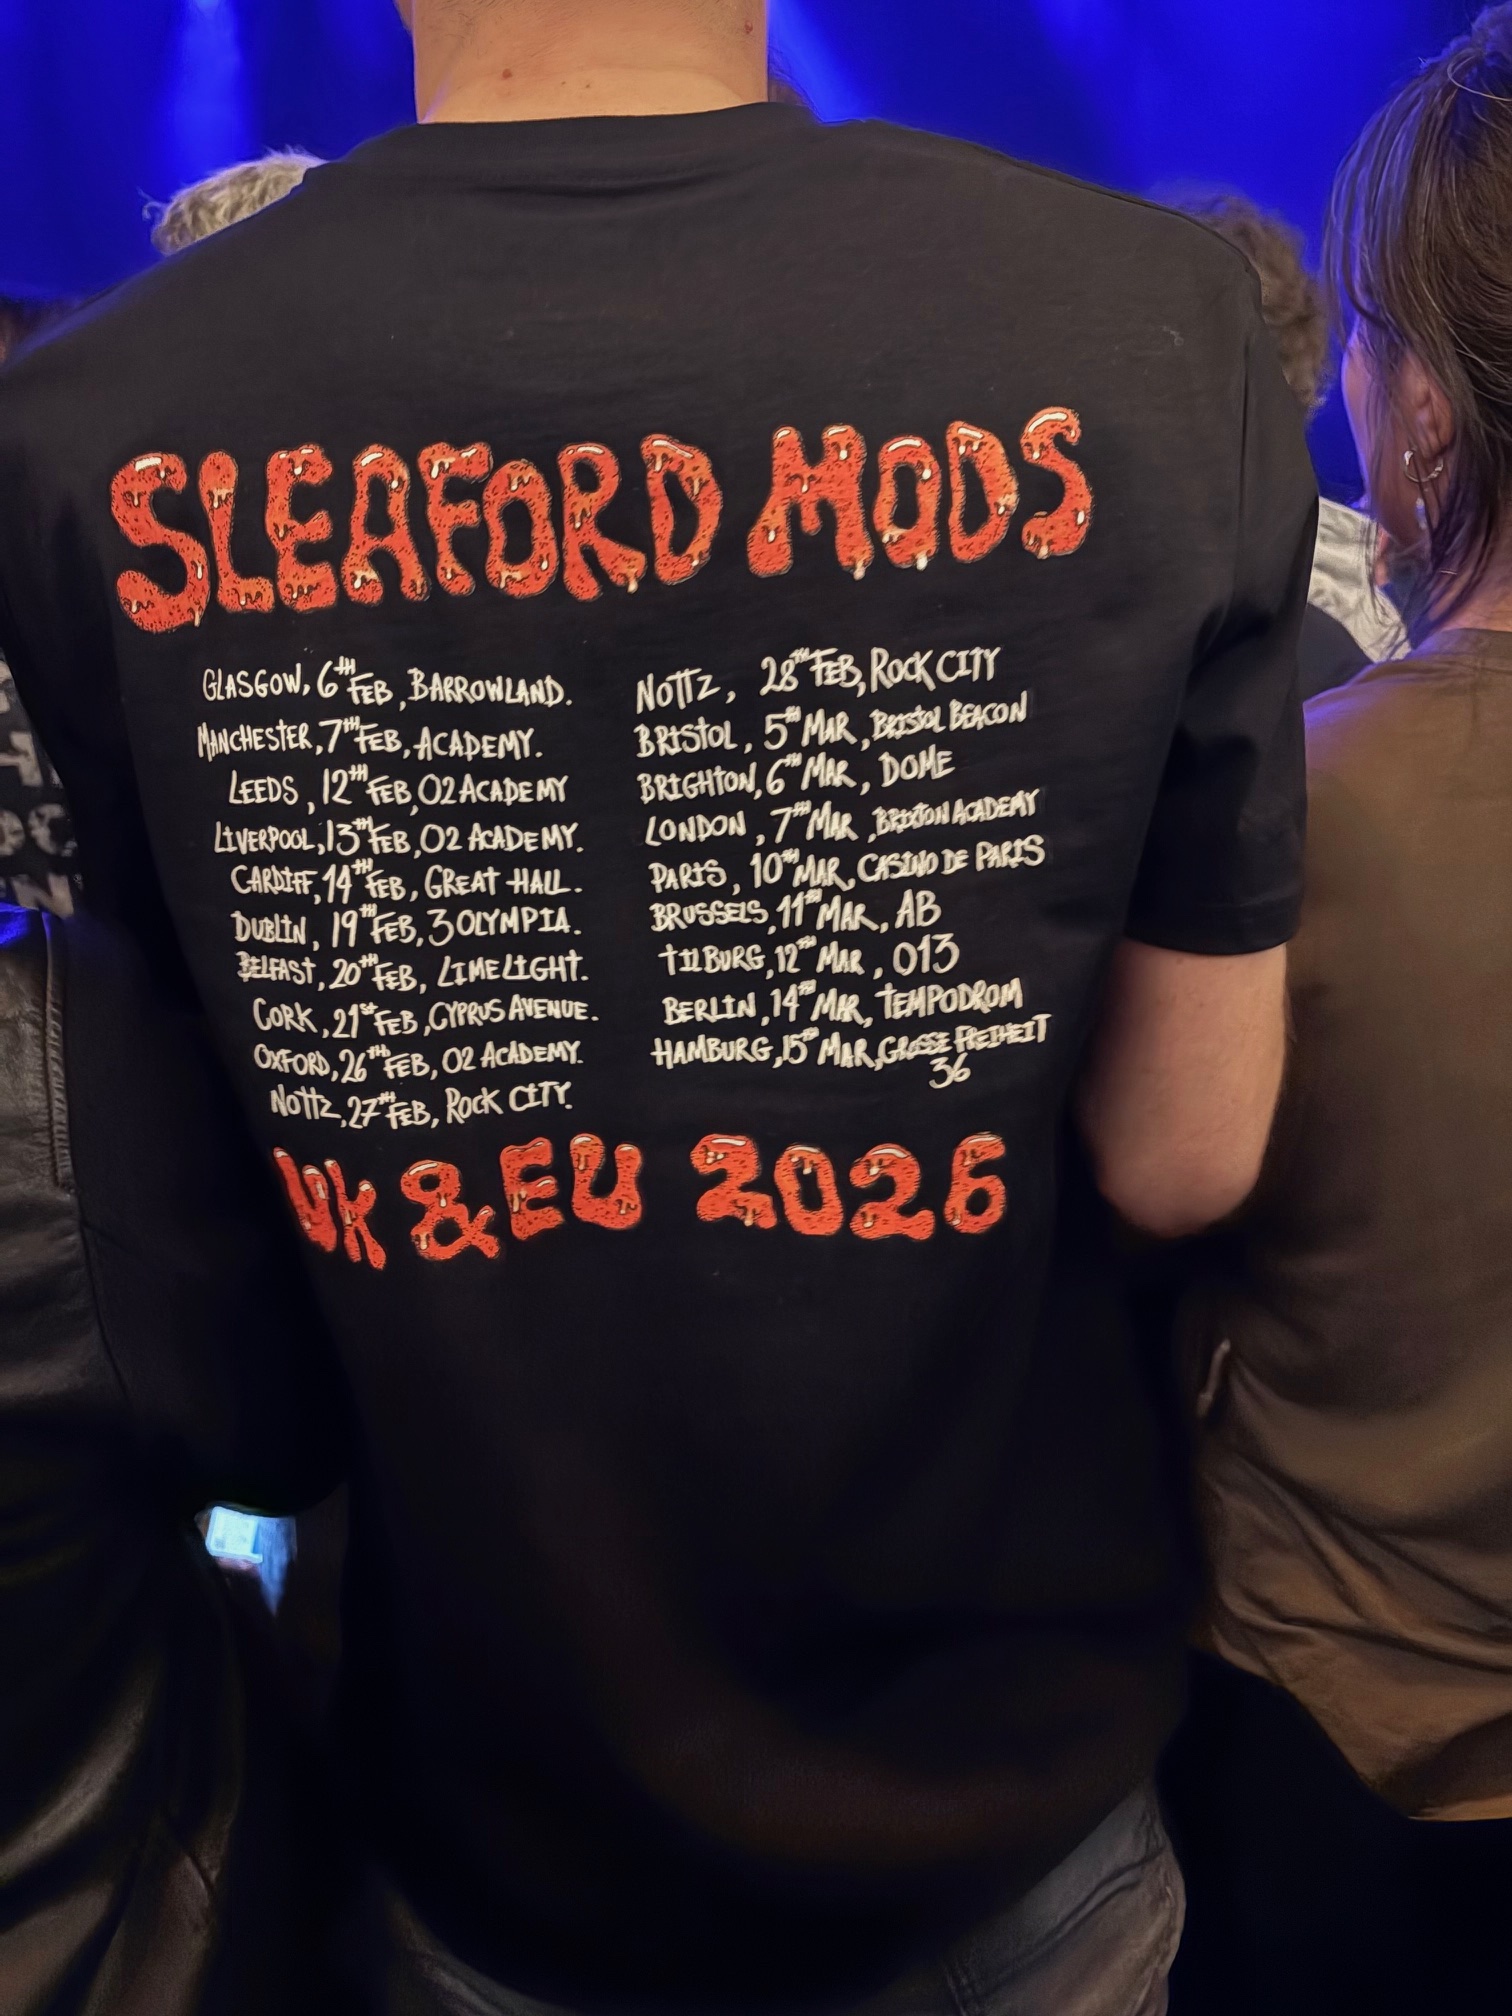 SLEAFORD MODS
GLASGOW, 6TH FEB, BARROWLAND.
MANCHESTER, 7TH FEB, ACADEMY.
LEEDS, 12TH FEB, O2 ACADEMY
LIVERPOOL, 13TH FEB, O2 ACADEMY.
CARDIFF, 14TH FEB, GREAT HALL.
DUBLIN, 19TH FEB, 3 OLYMPIA.
BELFAST, 20TH FEB, LIMELIGHT.
CORK, 21ST FEB, CYPRUS AVENUE.
OXFORD, 26TH FEB, O2 ACADEMY.
NOTTZ, 27TH FEB, ROCK CITY.
NOTTZ, 28TH FEB, ROCK CITY
BRISTOL, 5TH MAR, BRISTOL BEACON
BRIGHTON, 6TH MAR, DOME
LONDON, 7TH MAR, BRIXTON ACADEMY
PARIS, 10TH MAR, CASINO DE PARIS
BRUSSELS, 11TH MAR, AB
TILBURG, 12TH MAR, 013
BERLIN, 14TH MAR, TEMPODROM
HAMBURG, 15TH MAR, GROSSE FREIHEIT
36
UK & EU 2026